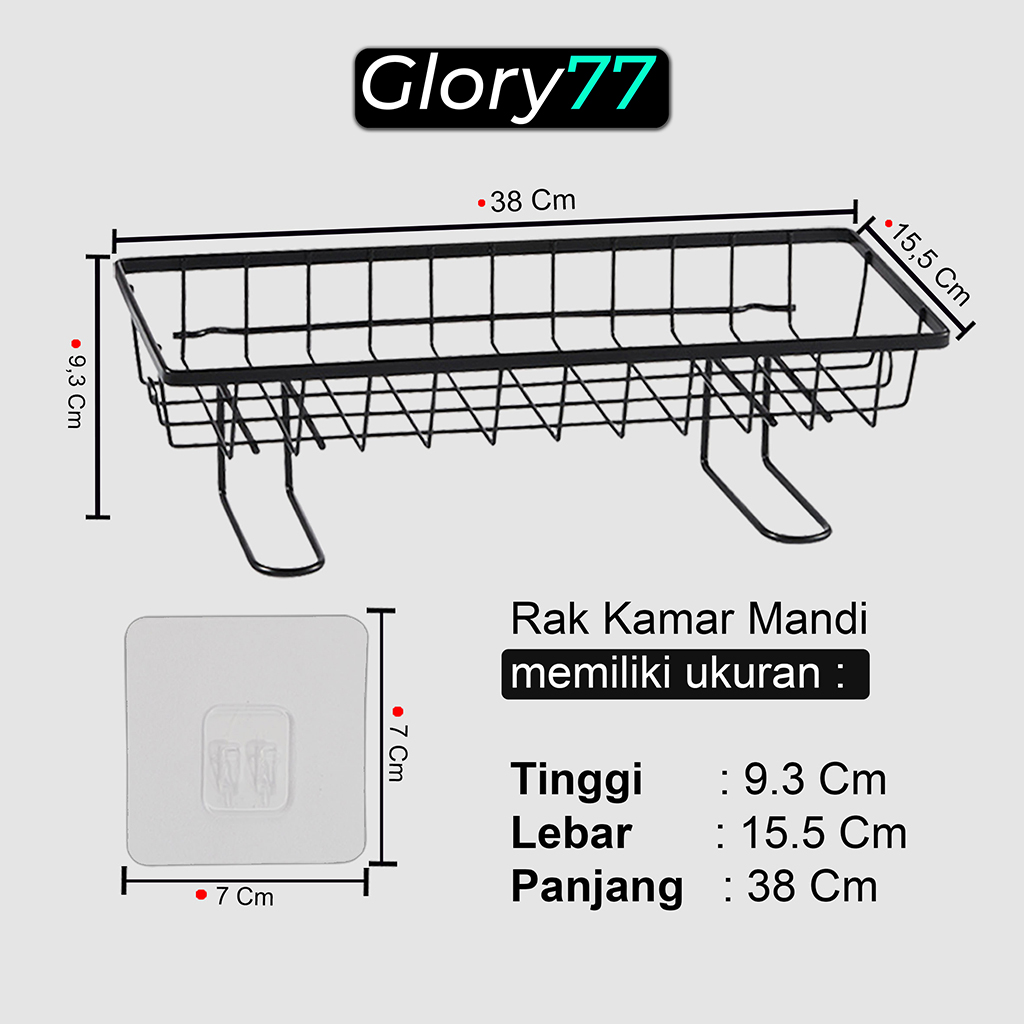 Glory77
38 Cm
15,5 Cm
9,3 Cm
Rak Kamar Mandi
memiliki ukuran :
7 Cm
Tinggi : 9.3 Cm
Lebar : 15.5 Cm
Panjang : 38 Cm
7 Cm